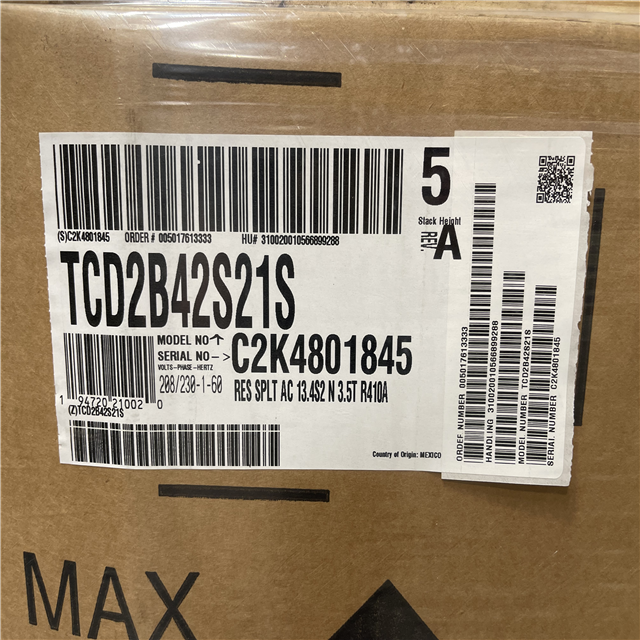 (S)C2K4801845 ORDER # 005017613333 HU# 310020010566899288
5
Stack Height
REV. A
TCD2B42S21S
MODEL NO
SERIAL NO -> C2K4801845
VOLTS-PHASE-HERTZ
208/230-1-60
RES SPLT AC 13.4S2 N 3.5T R410A
1 94720 21002 0
(Z)TCD2B42S21S
Country of Origin: MEXICO
ORDER NUMBER 005017613333
HANDLING 310020010566899288
MODEL NUMBER TCD2B42S21S
SERIAL NUMBER C2K4801845
MAX